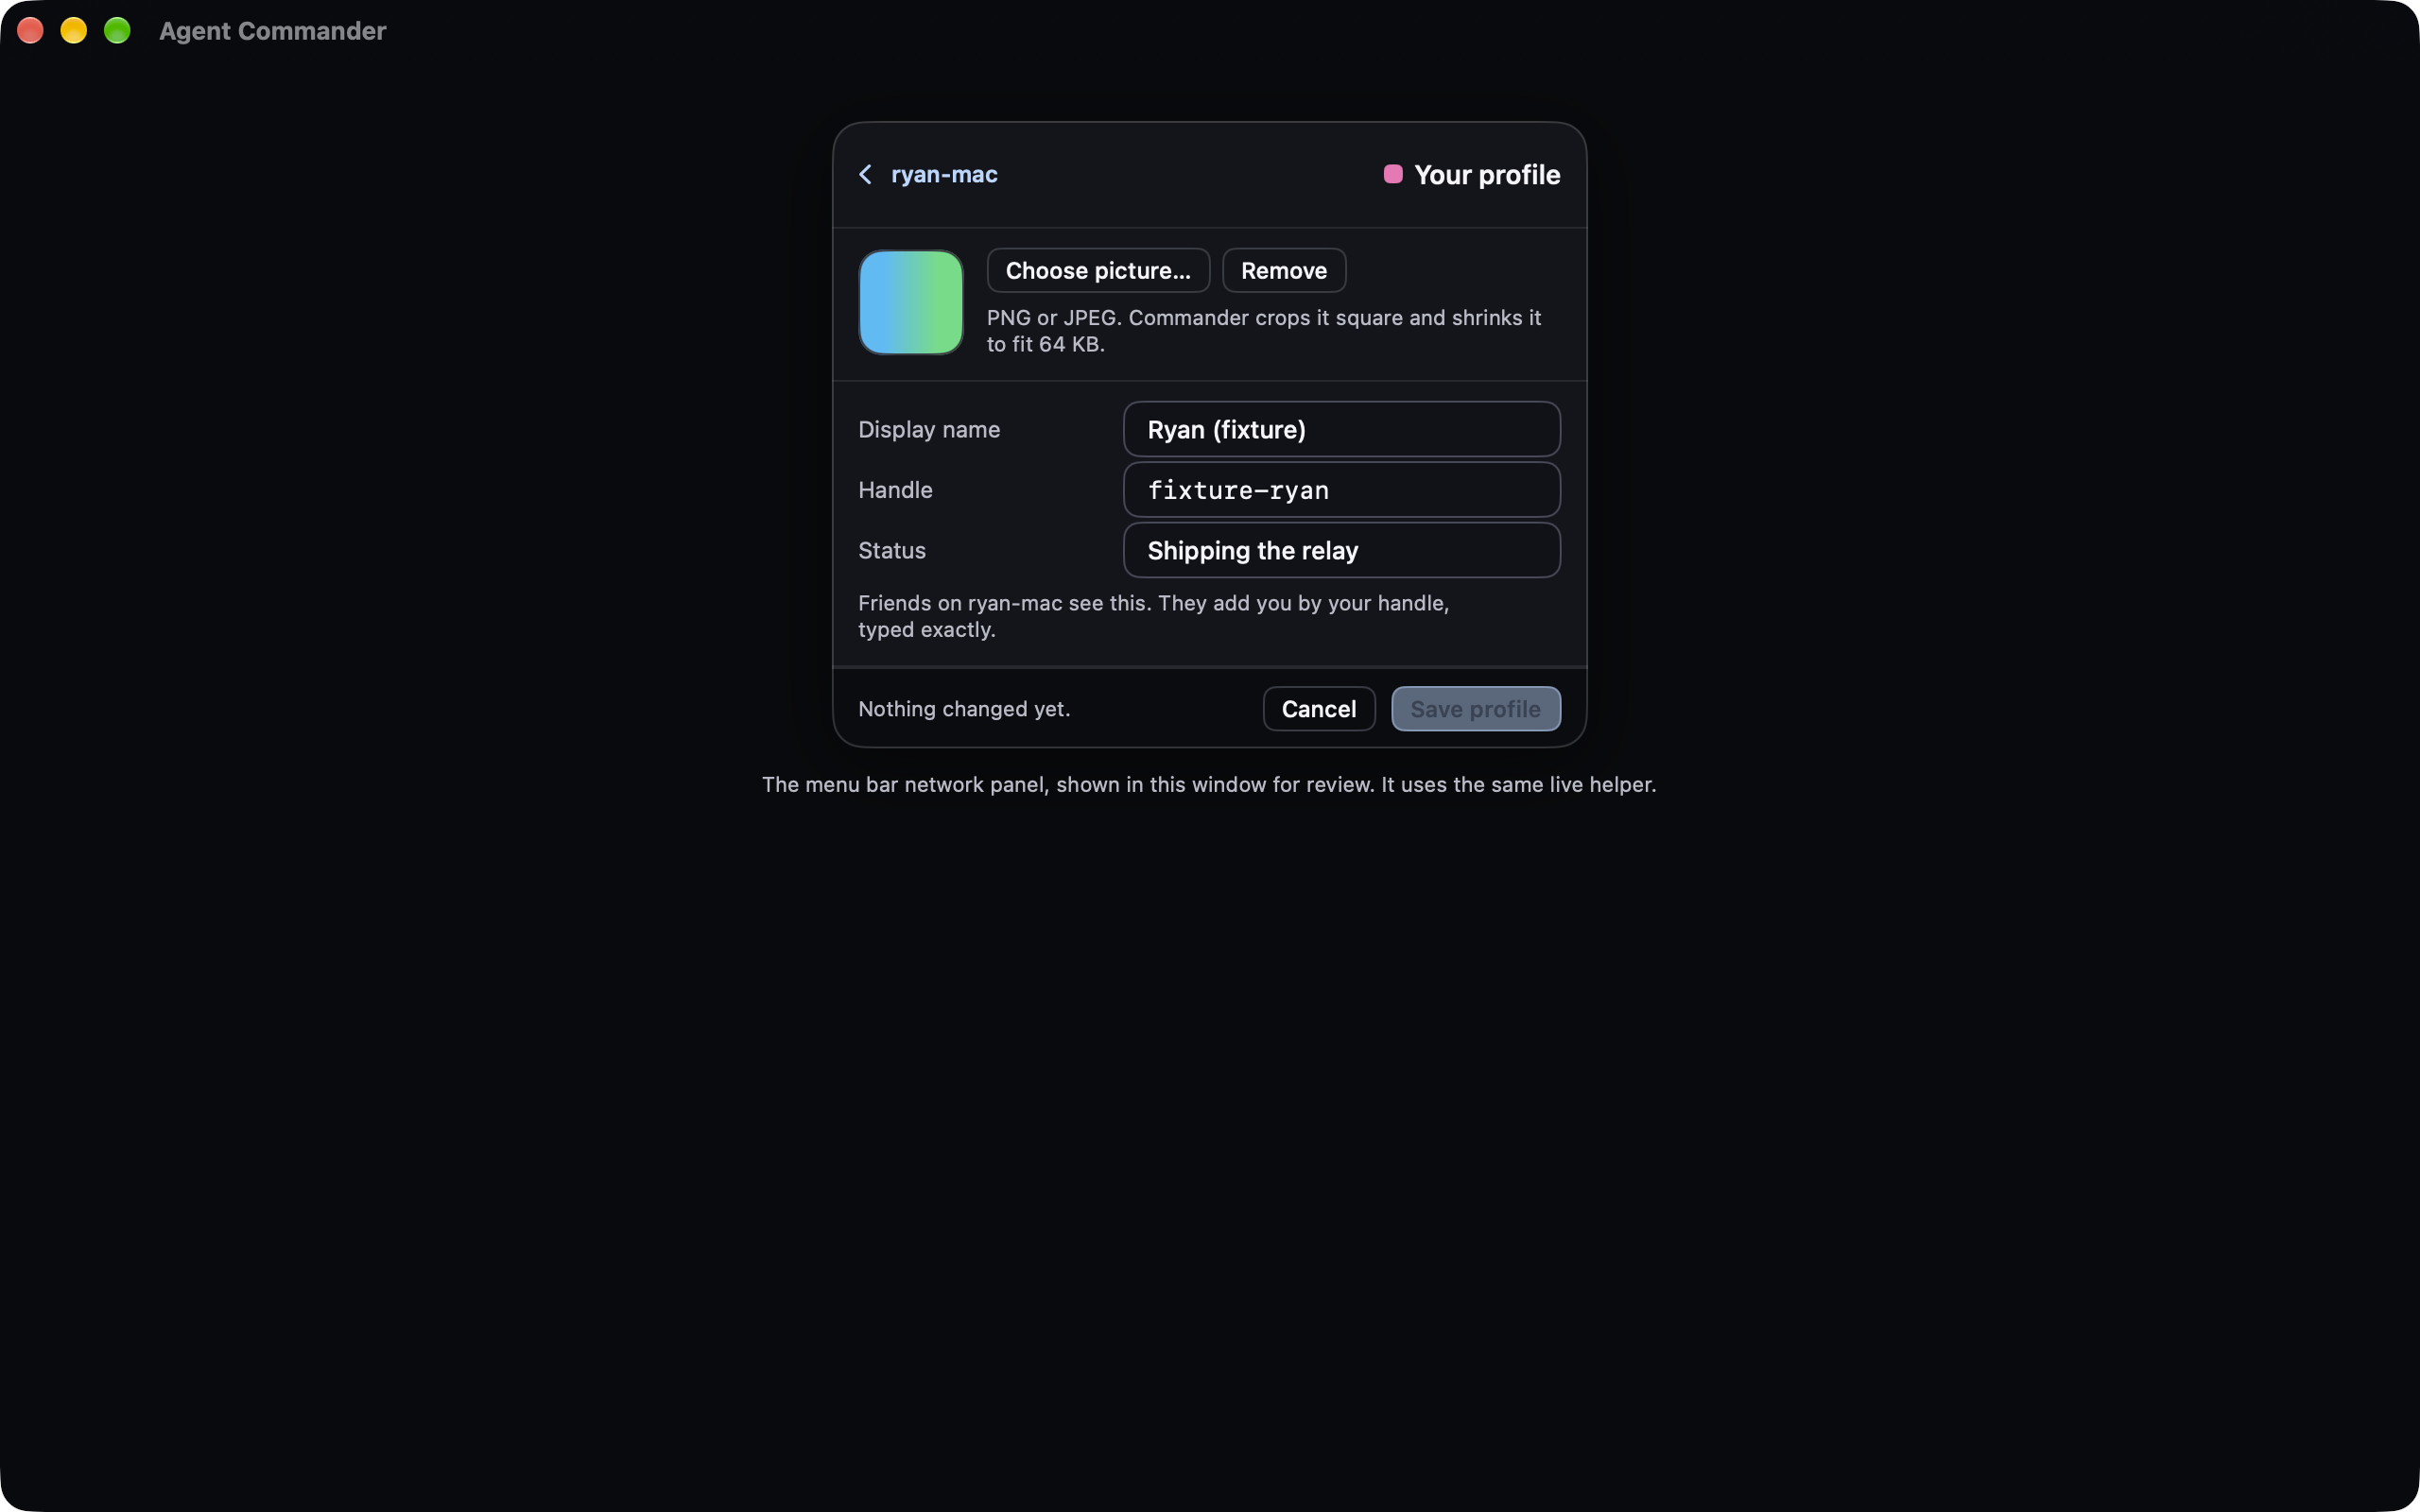 Agent Commander
ryan-mac
Your profile
Choose picture...
Remove
PNG or JPEG. Commander crops it square and shrinks it
to fit 64 KB.
Display name
Ryan (fixture)
Handle
fixture-ryan
Status
Shipping the relay
Friends on ryan-mac see this. They add you by your handle,
typed exactly.
Nothing changed yet.
Cancel
Save profile
The menu bar network panel, shown in this window for review. It uses the same live helper.